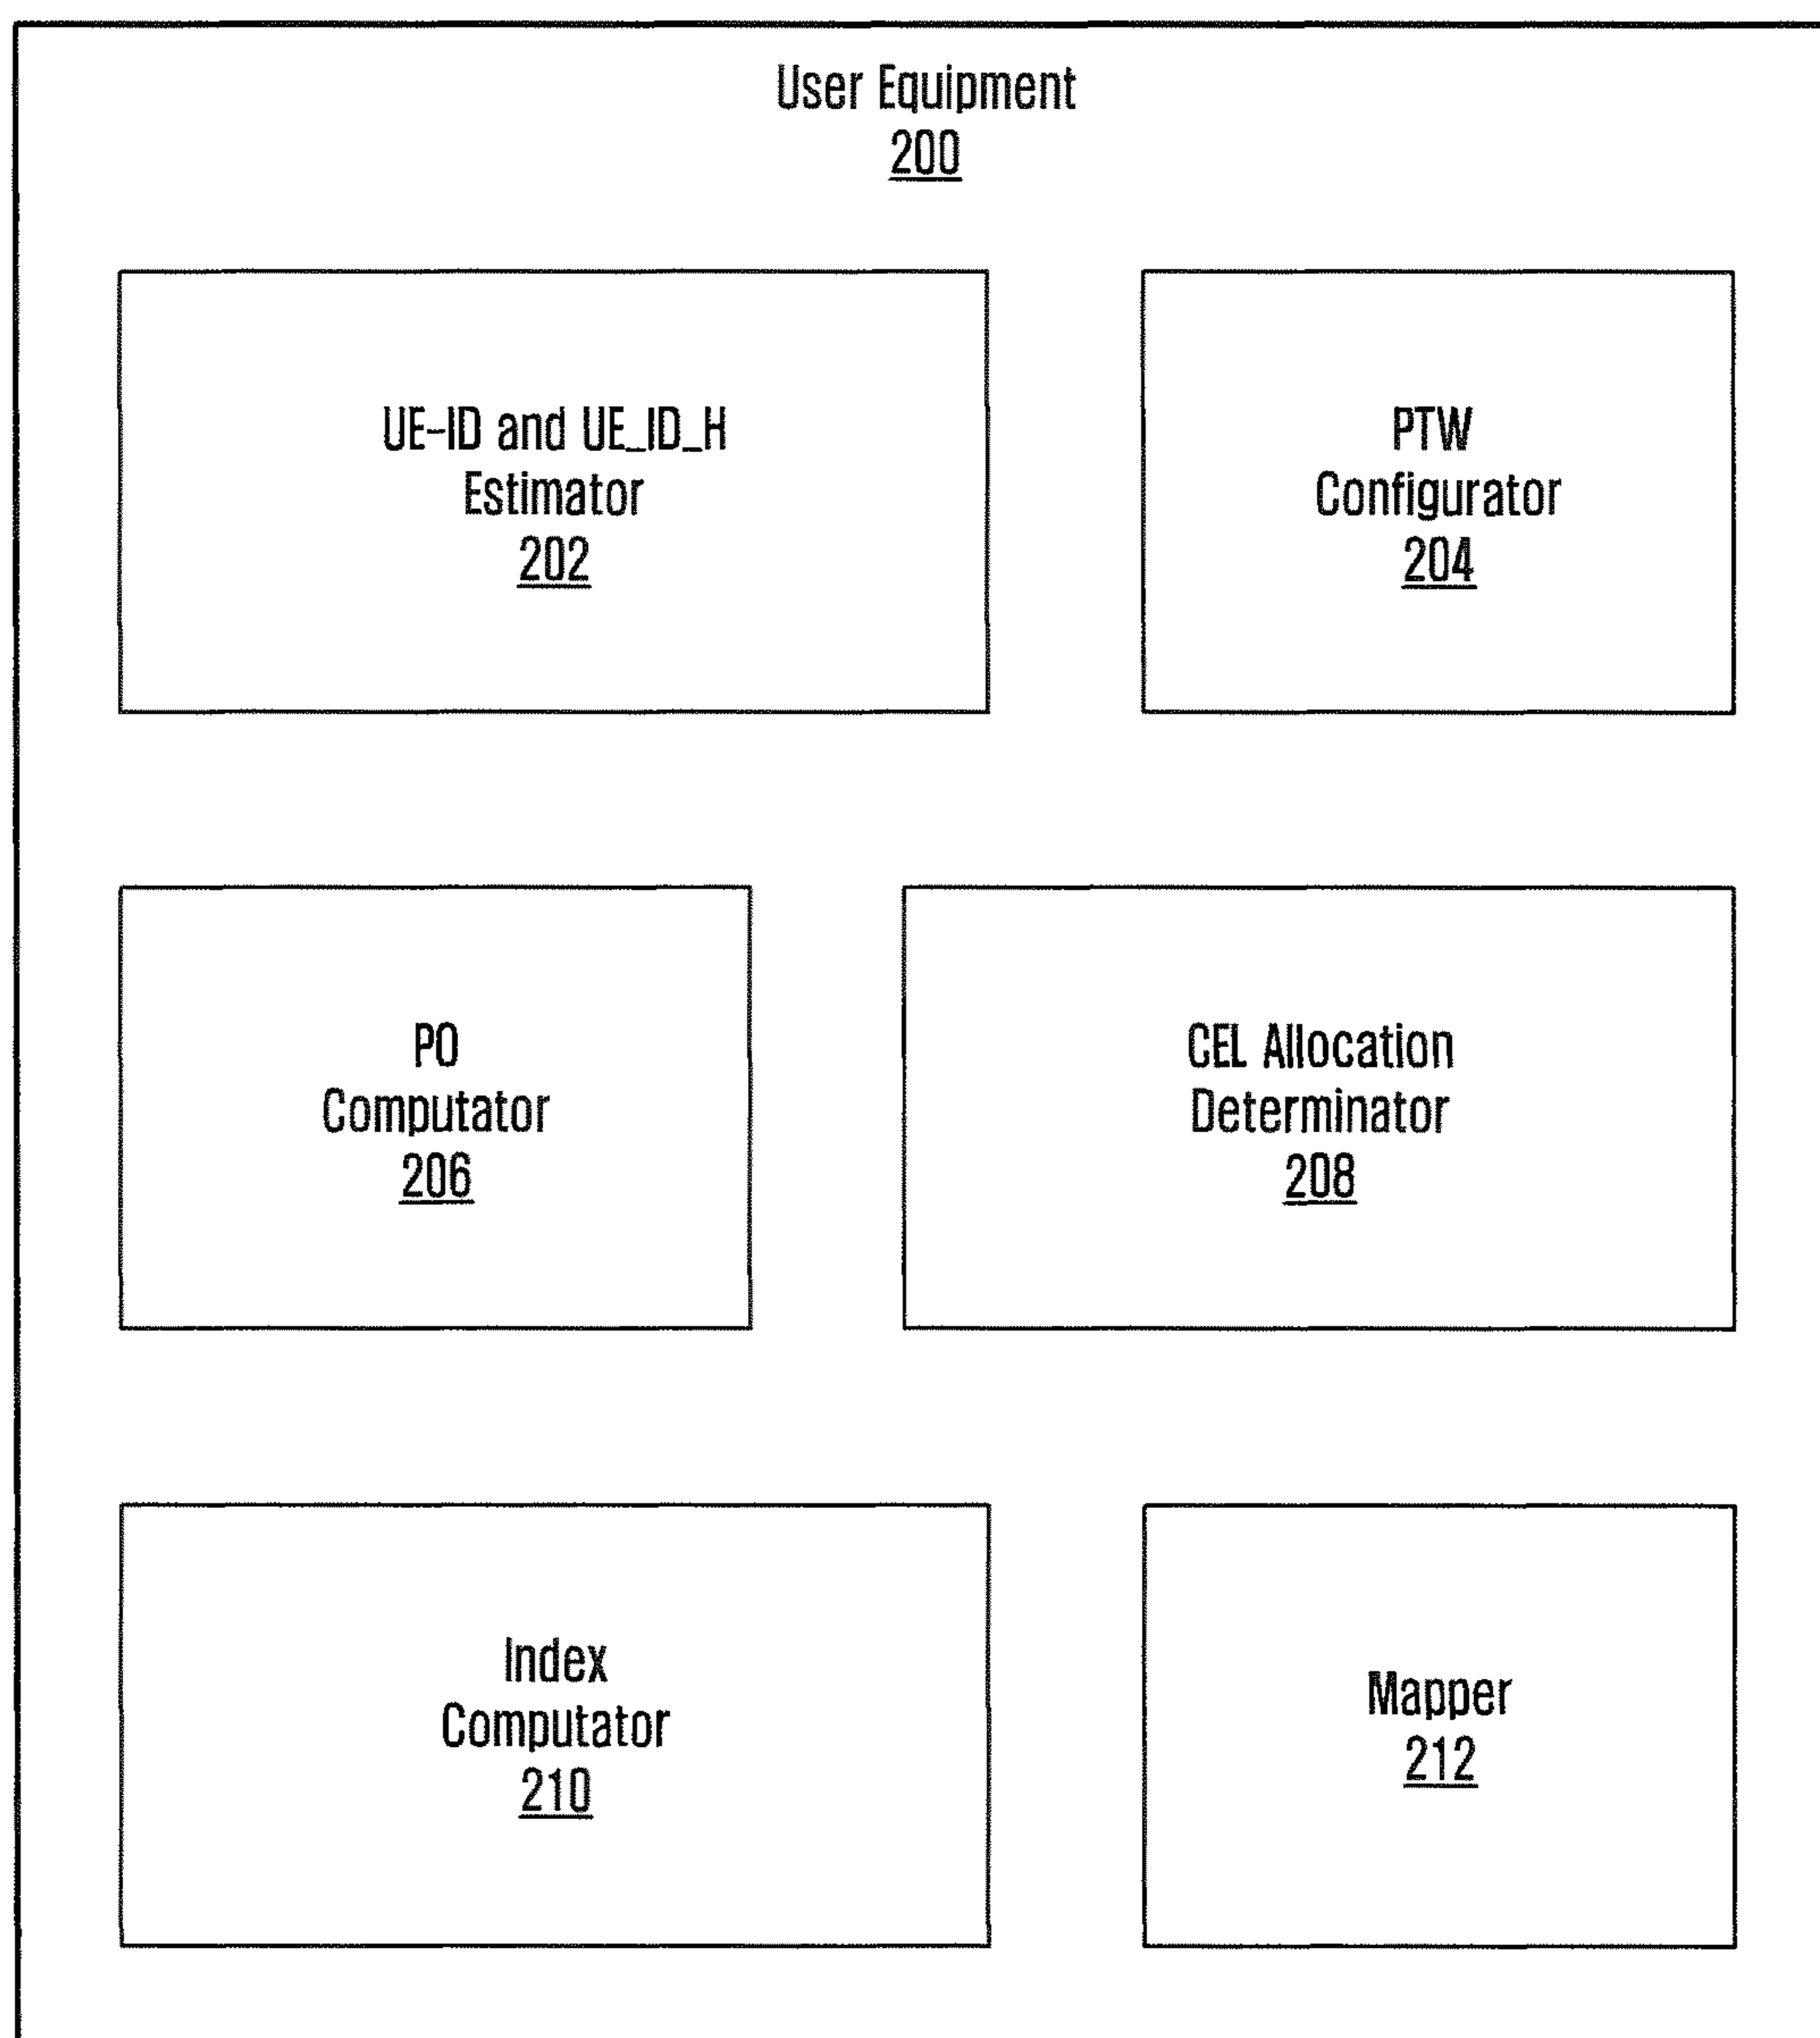 User Equipment
200
UE-ID and UE_ID_H
Estimator
202
PTW
Configurator
204
PO
Computator
206
CEL Allocation
Determinator
208
Index
Computator
210
Mapper
212